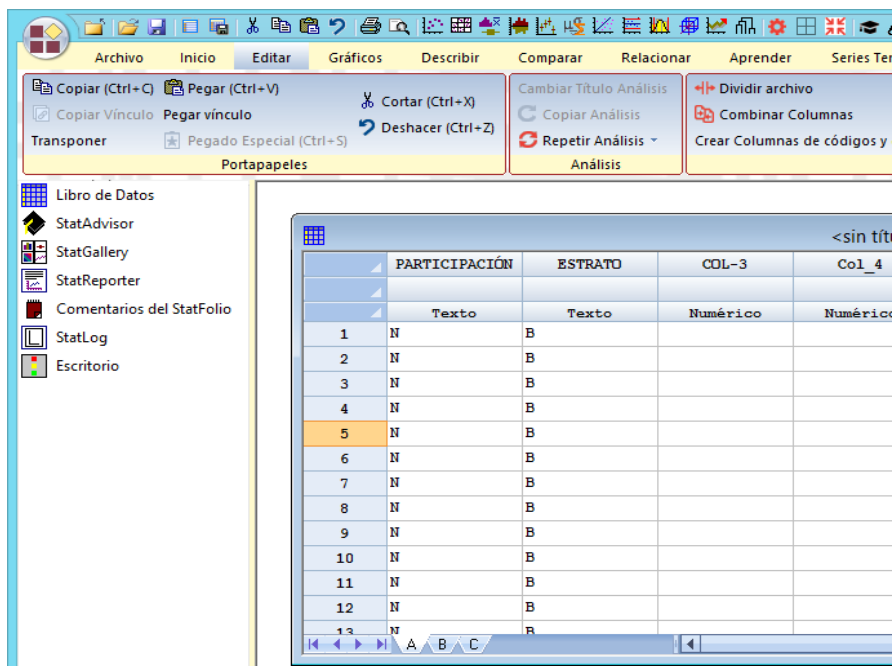 Archivo Inicio Editar Gráficos Describir Comparar Relacionar Aprender Series Ter
Copiar (Ctrl+C) Pegar (Ctrl+V) Cortar (Ctrl+X) Cambiar Título Análisis Dividir archivo
Copiar Vínculo Pegar vínculo Deshacer (Ctrl+Z) Copiar Análisis Combinar Columnas
Transponer Pegado Especial (Ctrl+S) Repetir Análisis Crear Columnas de códigos y
Portapapeles Análisis
Libro de Datos
StatAdvisor
StatGallery
StatReporter
Comentarios del StatFolio
StatLog
Escritorio
<sin títu
PARTICIPACIÓN ESTRATO COL-3 Col_4
Texto Texto Numérico Numérico
1 N B
2 N B
3 N B
4 N B
5 N B
6 N B
7 N B
8 N B
9 N B
10 N B
11 N B
12 N B
13 N B
A B C